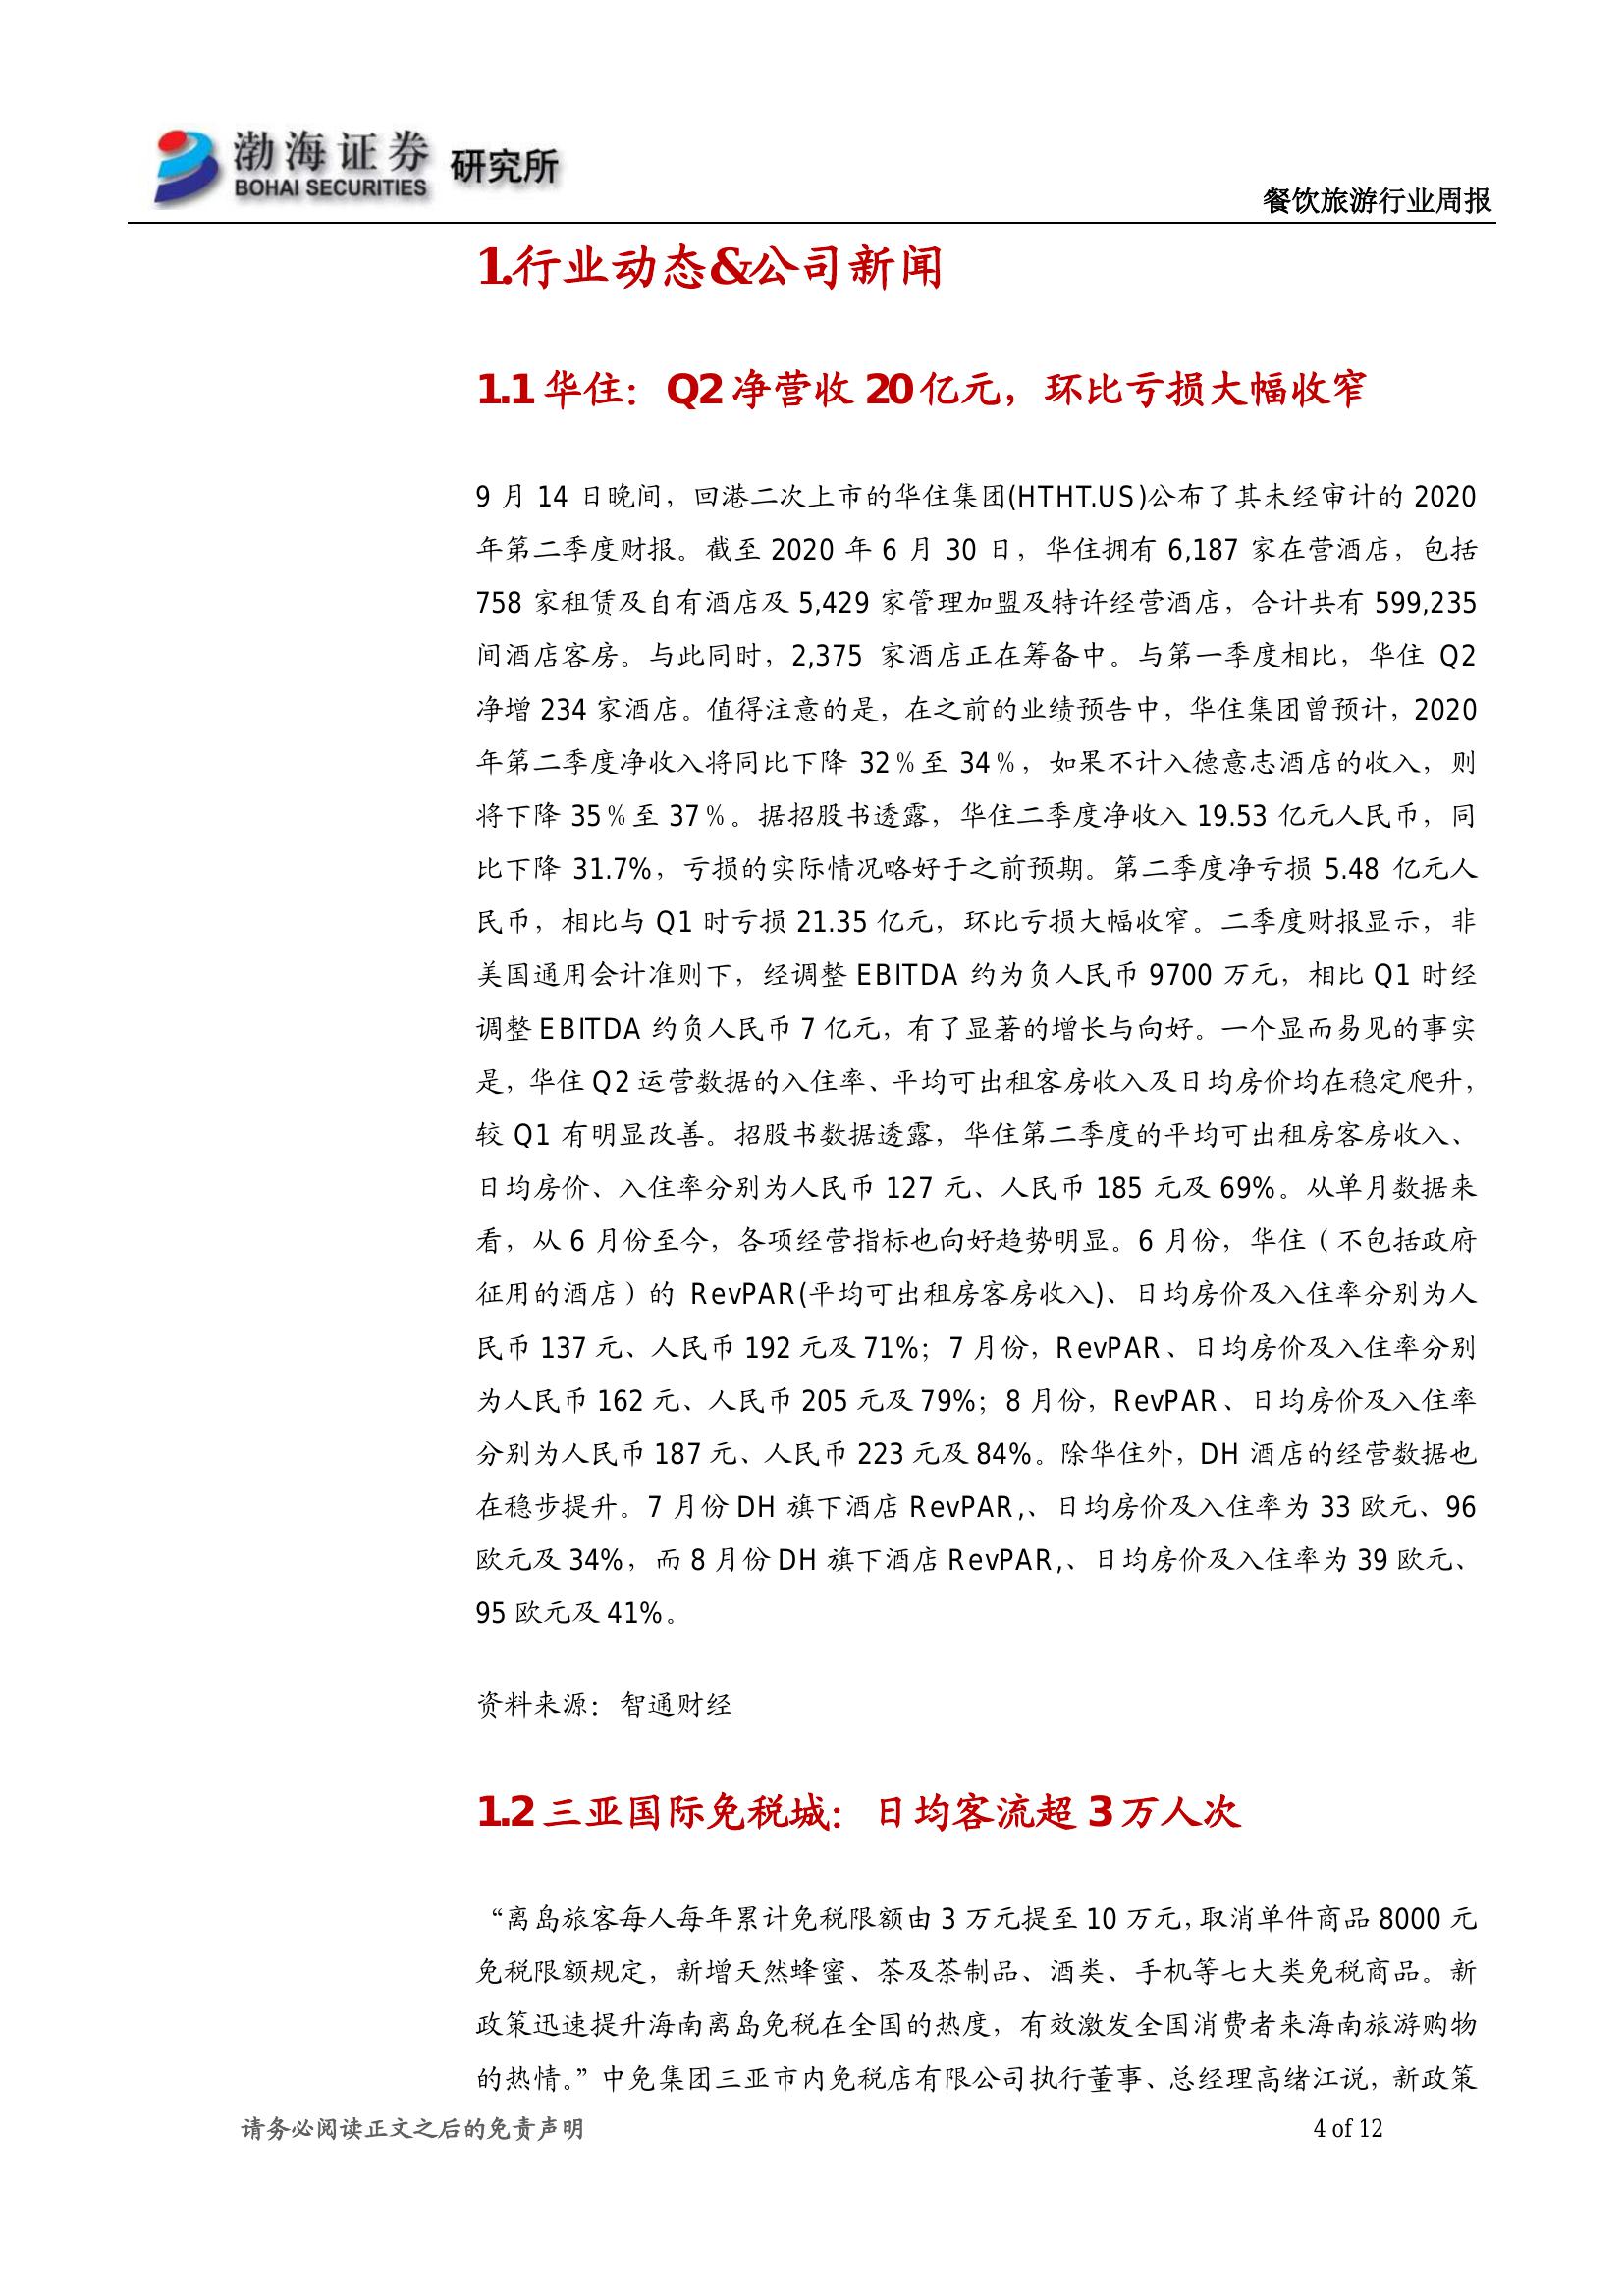 渤海证券 研究所
BOHAI SECURITIES
餐饮旅游行业周报
1.行业动态&公司新闻
1.1 华住：Q2 净营收 20 亿元，环比亏损大幅收窄
9 月 14 日晚间，回港二次上市的华住集团(HTHT.US)公布了其未经审计的 2020
年第二季度财报。截至 2020 年 6 月 30 日，华住拥有 6,187 家在营酒店，包括
758 家租赁及自有酒店及 5,429 家管理加盟及特许经营酒店，合计共有 599,235
间酒店客房。与此同时，2,375 家酒店正在筹备中。与第一季度相比，华住 Q2
净增 234 家酒店。值得注意的是，在之前的业绩预告中，华住集团曾预计，2020
年第二季度净收入将同比下降 32％至 34％，如果不计入德意志酒店的收入，则
将下降 35％至 37％。据招股书透露，华住二季度净收入 19.53 亿元人民币，同
比下降 31.7%，亏损的实际情况略好于之前预期。第二季度净亏损 5.48 亿元人
民币，相比与 Q1 时亏损 21.35 亿元，环比亏损大幅收窄。二季度财报显示，非
美国通用会计准则下，经调整 EBITDA 约为负人民币 9700 万元，相比 Q1 时经
调整 EBITDA 约负人民币 7 亿元，有了显著的增长与向好。一个显而易见的事实
是，华住 Q2 运营数据的入住率、平均可出租客房收入及日均房价均在稳定爬升，
较 Q1 有明显改善。招股书数据透露，华住第二季度的平均可出租房客房收入、
日均房价、入住率分别为人民币 127 元、人民币 185 元及 69%。从单月数据来
看，从 6 月份至今，各项经营指标也向好趋势明显。6 月份，华住（不包括政府
征用的酒店）的 RevPAR(平均可出租房客房收入)、日均房价及入住率分别为人
民币 137 元、人民币 192 元及 71%；7 月份，RevPAR、日均房价及入住率分别
为人民币 162 元、人民币 205 元及 79%；8 月份，RevPAR、日均房价及入住率
分别为人民币 187 元、人民币 223 元及 84%。除华住外，DH 酒店的经营数据也
在稳步提升。7 月份 DH 旗下酒店 RevPAR,、日均房价及入住率为 33 欧元、96
欧元及 34%，而 8 月份 DH 旗下酒店 RevPAR,、日均房价及入住率为 39 欧元、
95 欧元及 41%。
资料来源：智通财经
1.2 三亚国际免税城：日均客流超 3 万人次
“离岛旅客每人每年累计免税限额由 3 万元提至 10 万元，取消单件商品 8000 元
免税限额规定，新增天然蜂蜜、茶及茶制品、酒类、手机等七大类免税商品。新
政策迅速提升海南离岛免税在全国的热度，有效激发全国消费者来海南旅游购物
的热情。”中免集团三亚市内免税店有限公司执行董事、总经理高绪江说，新政策
请务必阅读正文之后的免责声明
4 of 12